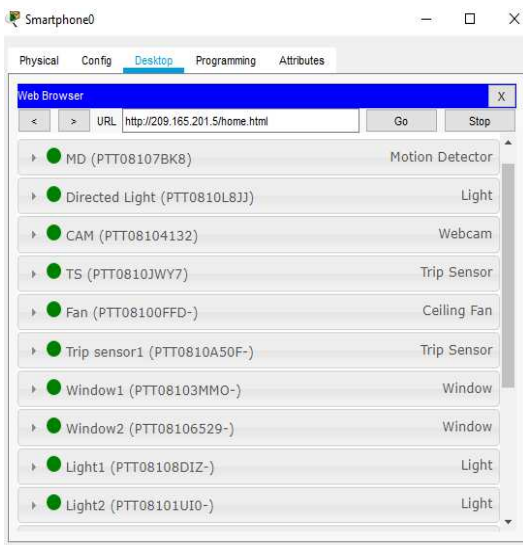 Smartphone0
Physical Config Desktop Programming Attributes
Web Browser X
< > URL http://209.165.201.5/home.html Go Stop
MD (PTT08107BK8) Motion Detector
Directed Light (PTT0810L8JJ) Light
CAM (PTT08104132) Webcam
TS (PTT0810JWY7) Trip Sensor
Fan (PTT08100FFD-) Ceiling Fan
Trip sensor1 (PTT0810A50F-) Trip Sensor
Window1 (PTT08103MMO-) Window
Window2 (PTT08106529-) Window
Light1 (PTT08108DIZ-) Light
Light2 (PTT08101UI0-) Light